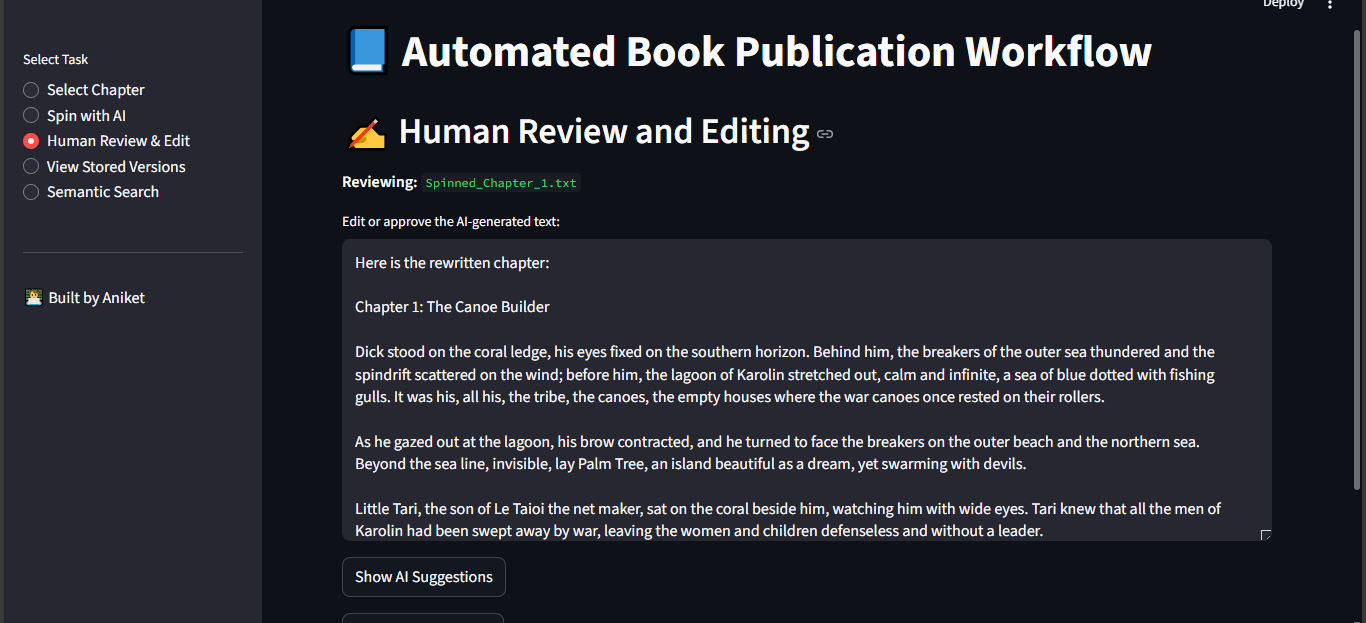 Deploy
Select Task
Select Chapter
Spin with AI
Human Review & Edit
View Stored Versions
Semantic Search
Built by Aniket
Automated Book Publication Workflow
Human Review and Editing
Reviewing: Spinned_Chapter_1.txt
Edit or approve the AI-generated text:
Here is the rewritten chapter:
Chapter 1: The Canoe Builder
Dick stood on the coral ledge, his eyes fixed on the southern horizon. Behind him, the breakers of the outer sea thundered and the
spindrift scattered on the wind; before him, the lagoon of Karolin stretched out, calm and infinite, a sea of blue dotted with fishing
gulls. It was his, all his, the tribe, the canoes, the empty houses where the war canoes once rested on their rollers.
As he gazed out at the lagoon, his brow contracted, and he turned to face the breakers on the outer beach and the northern sea.
Beyond the sea line, invisible, lay Palm Tree, an island beautiful as a dream, yet swarming with devils.
Little Tari, the son of Le Taioi the net maker, sat on the coral beside him, watching him with wide eyes. Tari knew that all the men of
Karolin had been swept away by war, leaving the women and children defenseless and without a leader.
Show AI Suggestions